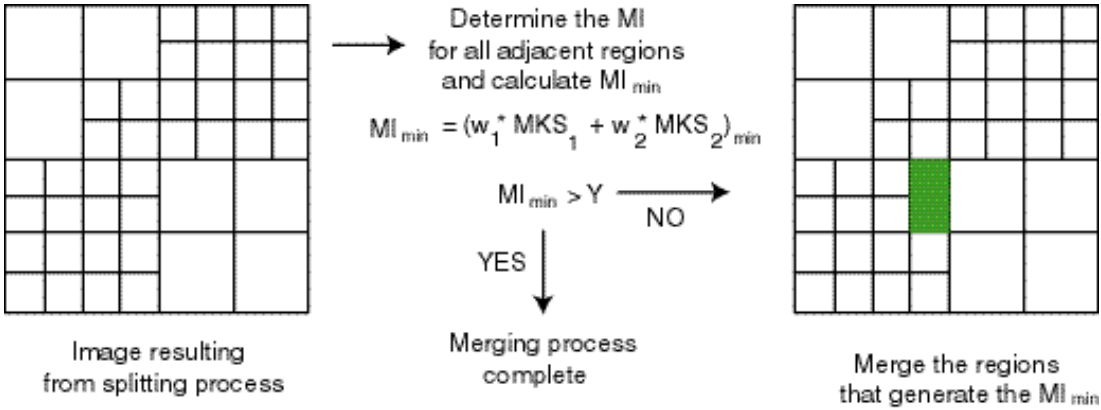 Determine the MI
for all adjacent regions
and calculate MI min
MI min = (w1* MKS1 + w2* MKS2)min
MI min > Y
NO
YES
Merging process
complete
Image resulting
from splitting process
Merge the regions
that generate the MI min